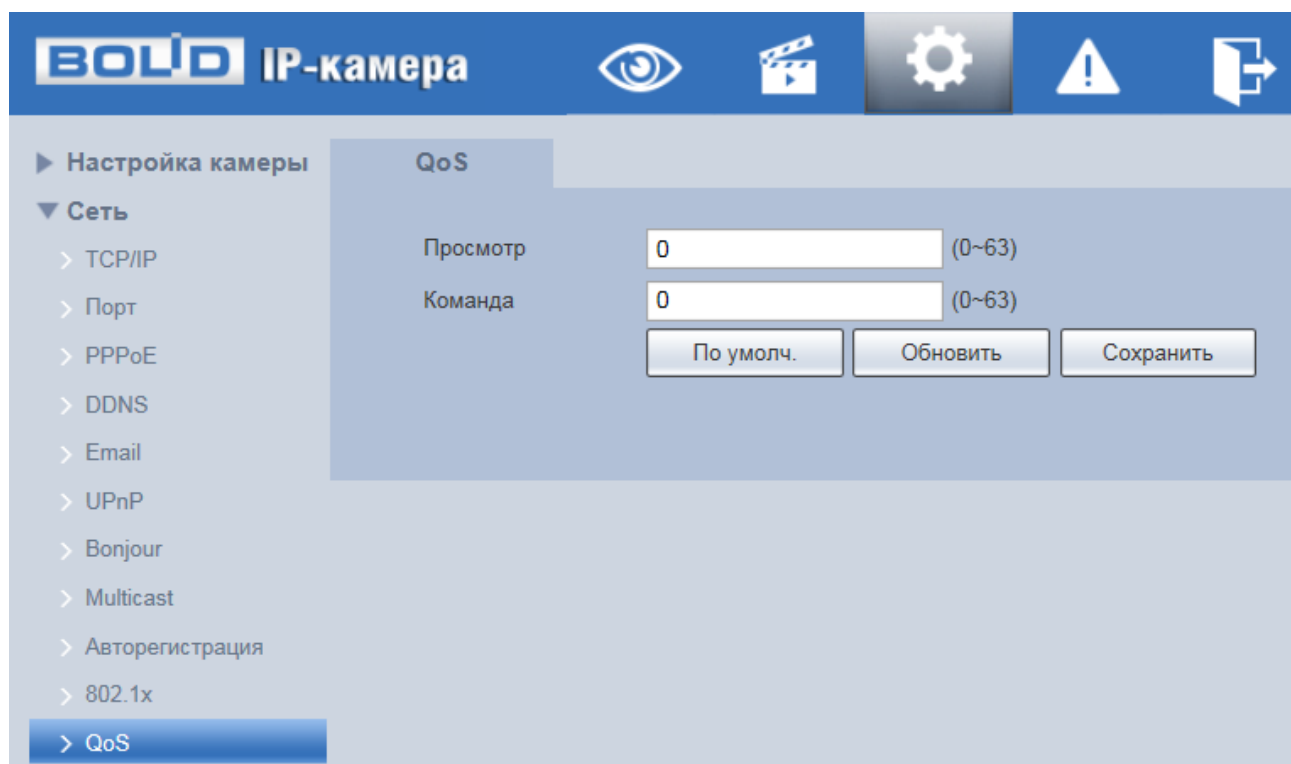 BOLID IP-камера
Настройка камеры
QoS
Сеть
TCP/IP
Просмотр 0 (0~63)
Порт
Команда 0 (0~63)
PPPoE
По умолч. Обновить Сохранить
DDNS
Email
UPnP
Bonjour
Multicast
Авторегистрация
802.1x
QoS